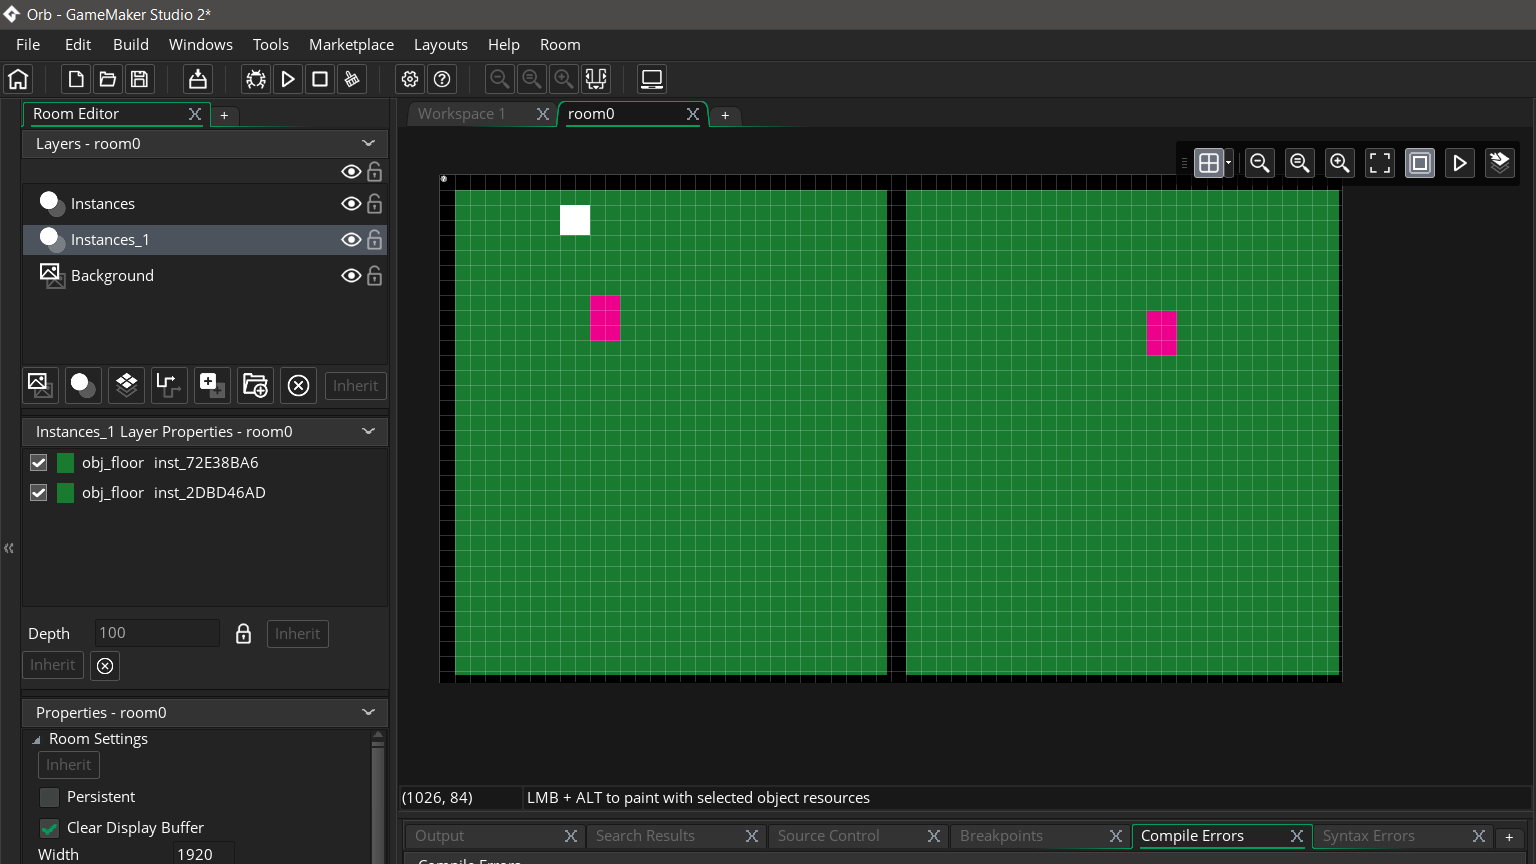 Orb - GameMaker Studio 2*
File Edit Build Windows Tools Marketplace Layouts Help Room
Room Editor
+
Workspace 1
room0
+
Layers - room0
Instances
Instances_1
Background
Inherit
Instances_1 Layer Properties - room0
obj_floor inst_72E38BA6
obj_floor inst_2DBD46AD
Depth 100 Inherit
Inherit
Properties - room0
Room Settings
Inherit
Persistent
Clear Display Buffer
Width 1920
(1026, 84) LMB + ALT to paint with selected object resources
Output Search Results Source Control Breakpoints Compile Errors Syntax Errors +
Compile Errors